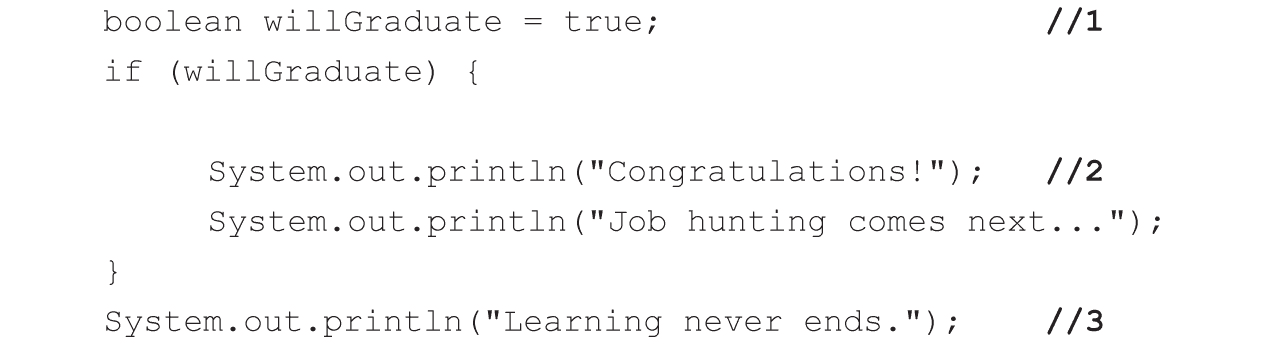 boolean willGraduate = true; //1
if (willGraduate) {
System.out.println("Congratulations!"); //2
System.out.println("Job hunting comes next...");
}
System.out.println("Learning never ends."); //3